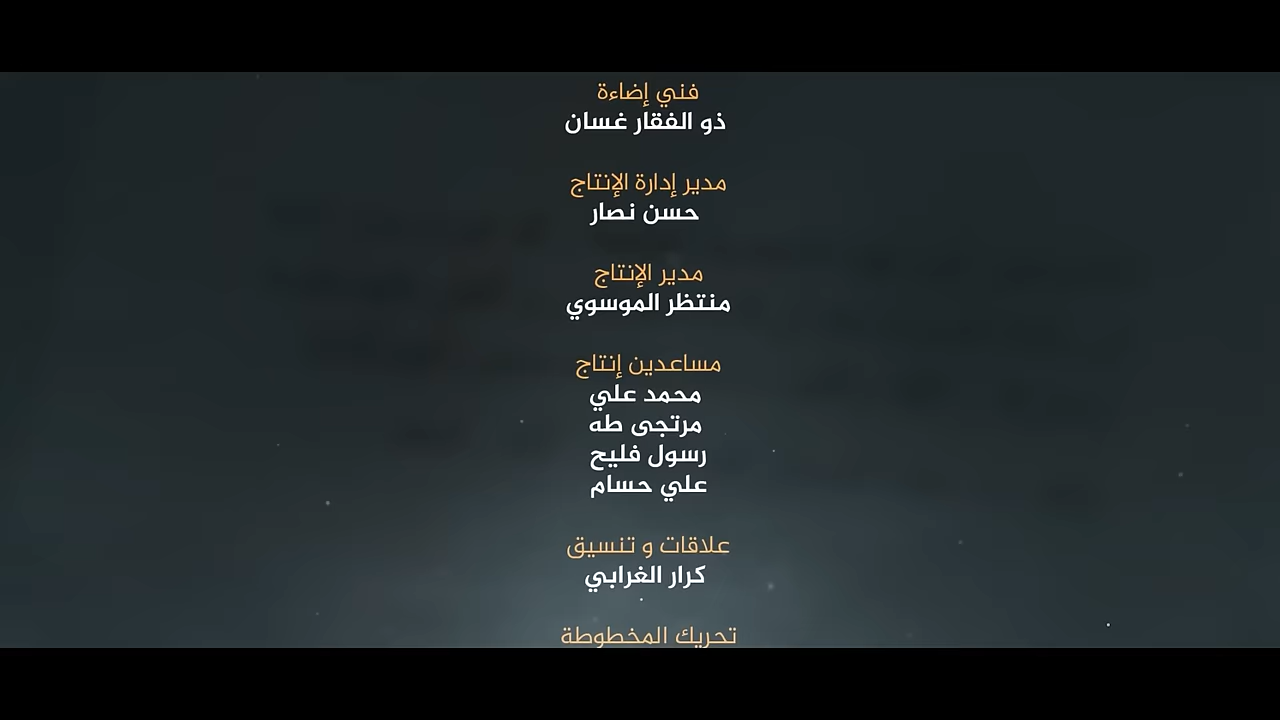 فني إضاءة
ذو الفقار غسان
مدير إدارة الإنتاج
حسن نصار
مدير الإنتاج
منتظر الموسوي
مساعدين إنتاج
محمد علي
مرتجى طه
رسول فليح
علي حسام
علاقات و تنسيق
كرار الغرابي
تحريك المخطوطة